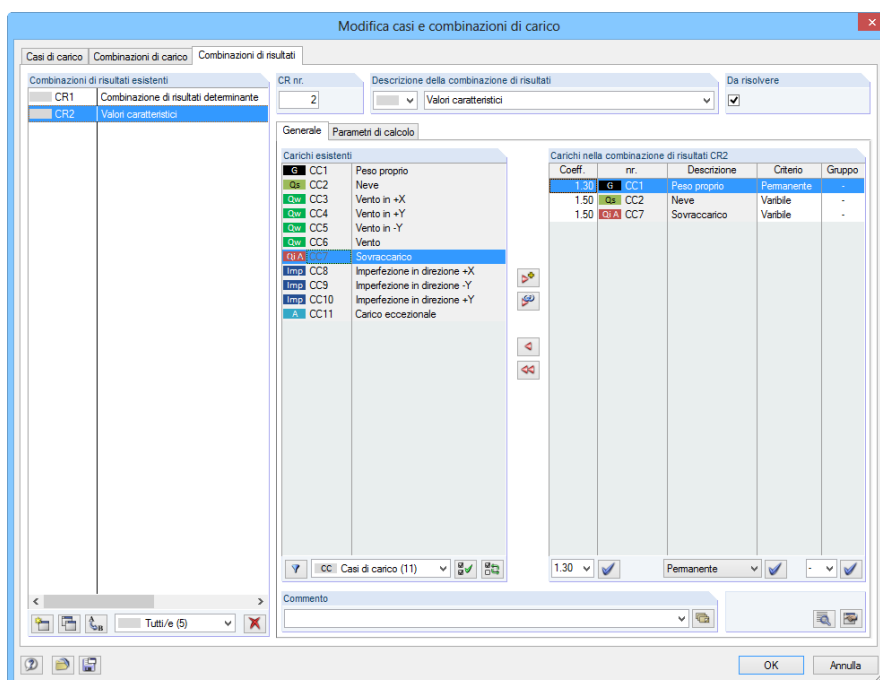 Modifica casi e combinazioni di carico
Casi di carico Combinazioni di carico Combinazioni di risultati
Combinazioni di risultati esistenti
CR1 Combinazione di risultati determinante
CR2 Valori caratteristici
CR nr.
2
Descrizione della combinazione di risultati
Valori caratteristici
Da risolvere
Generale Parametri di calcolo
Carichi esistenti
G CC1 Peso proprio
Qs CC2 Neve
Qw CC3 Vento in +X
Qw CC4 Vento in +Y
Qw CC5 Vento in -Y
Qw CC6 Vento
Qi A CC7 Sovraccarico
Imp CC8 Imperfezione in direzione +X
Imp CC9 Imperfezione in direzione -Y
Imp CC10 Imperfezione in direzione +Y
A CC11 Carico eccezionale
CC Casi di carico (11)
Carichi nella combinazione di risultati CR2
Coeff. nr. Descrizione Criterio Gruppo
1.30 G CC1 Peso proprio Permanente -
1.50 Qs CC2 Neve Varibile -
1.50 Qi A CC7 Sovraccarico Varibile -
1.30 Permanente -
Commento
Tutti/e (5)
OK Annulla